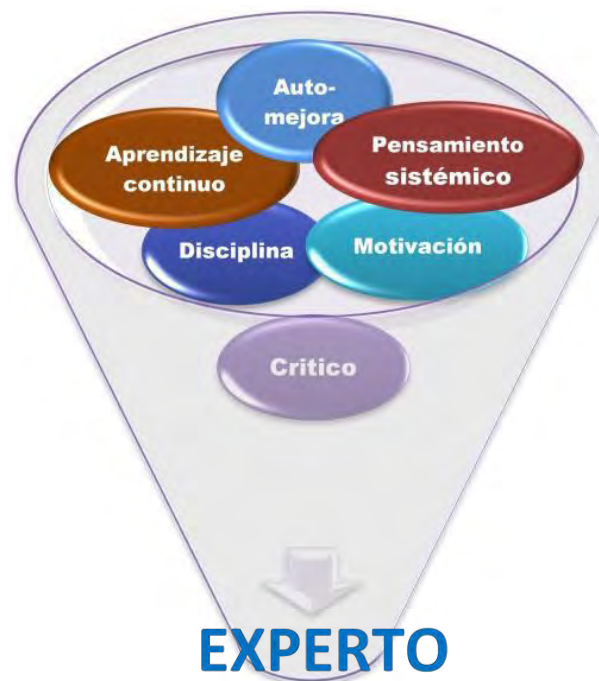 Auto-
mejora
Aprendizaje
continuo
Pensamiento
sistémico
Disciplina
Motivación
Critico
EXPERTO